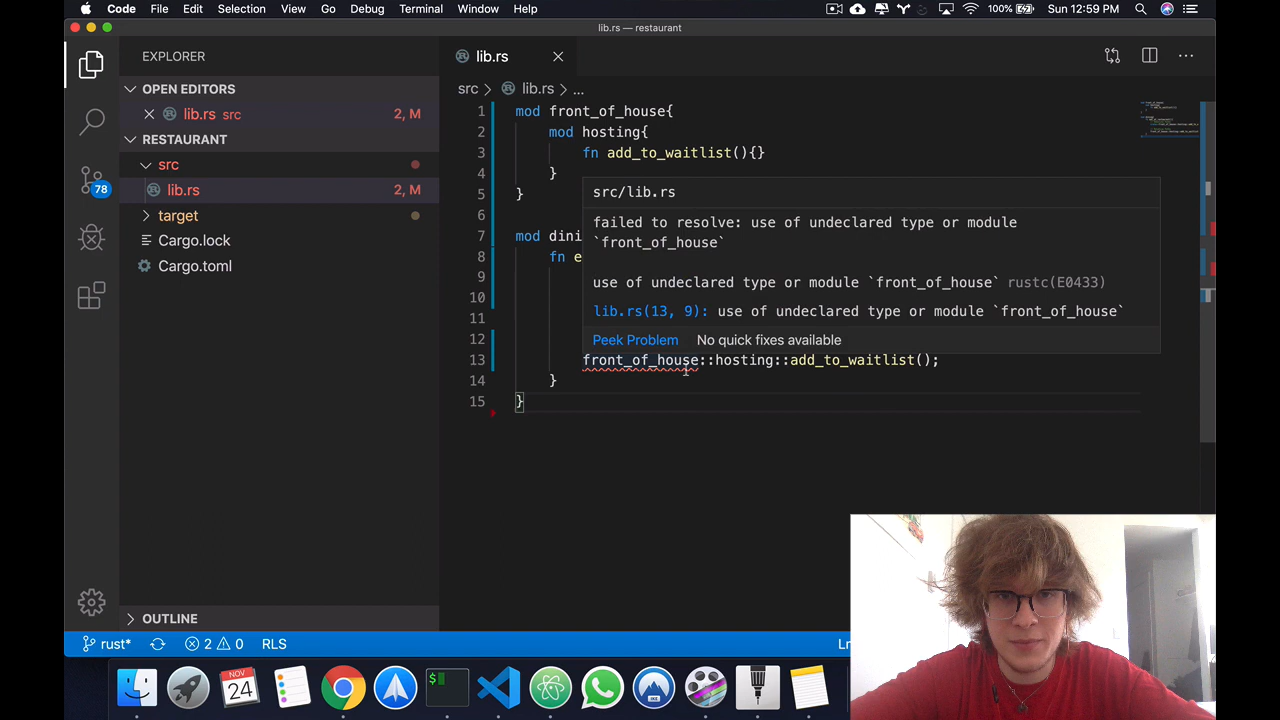 Code File Edit Selection View Go Debug Terminal Window Help 100% Sun 12:59 PM
lib.rs — restaurant
EXPLORER
OPEN EDITORS
lib.rs src 2, M
RESTAURANT
src
lib.rs 2, M
target
Cargo.lock
Cargo.toml
OUTLINE
78
lib.rs
src > lib.rs > ...
1 mod front_of_house{
2 mod hosting{
3 fn add_to_waitlist(){}
4 }
5 }
6
7 mod dini
8 fn e
9
10
11
12
13 front_of_house::hosting::add_to_waitlist();
14 }
15 }
src/lib.rs
failed to resolve: use of undeclared type or module
`front_of_house`
use of undeclared type or module `front_of_house` rustc(E0433)
lib.rs(13, 9): use of undeclared type or module `front_of_house`
Peek Problem No quick fixes available
rust* 2 0 RLS Ln
NOV
24
$